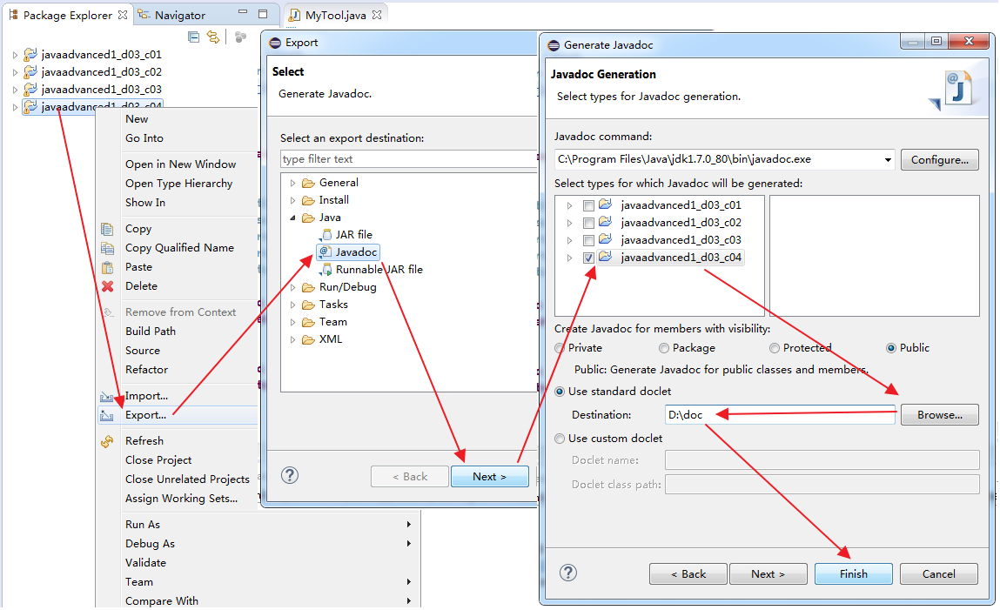 Package Explorer
Navigator
MyTool.java
javaadvanced1_d03_c01
javaadvanced1_d03_c02
javaadvanced1_d03_c03
javaadvanced1_d03_c04
New
Go Into
Open in New Window
Open Type Hierarchy
Show In
Copy
Copy Qualified Name
Paste
Delete
Remove from Context
Build Path
Source
Refactor
Import...
Export...
Refresh
Close Project
Close Unrelated Projects
Assign Working Sets...
Run As
Debug As
Validate
Team
Compare With
Export
Select
Generate Javadoc.
Select an export destination:
type filter text
General
Install
Java
JAR file
Javadoc
Runnable JAR file
Run/Debug
Tasks
Team
XML
?
< Back
Next >
Generate Javadoc
Javadoc Generation
Select types for Javadoc generation.
@
J
Javadoc command:
C:\Program Files\Java\jdk1.7.0_80\bin\javadoc.exe
Configure...
Select types for which Javadoc will be generated:
javaadvanced1_d03_c01
javaadvanced1_d03_c02
javaadvanced1_d03_c03
javaadvanced1_d03_c04
Create Javadoc for members with visibility:
Private
Package
Protected
Public
Public: Generate Javadoc for public classes and members.
Use standard doclet
Destination:
D:\doc
Browse...
Use custom doclet
Doclet name:
Doclet class path:
?
< Back
Next >
Finish
Cancel